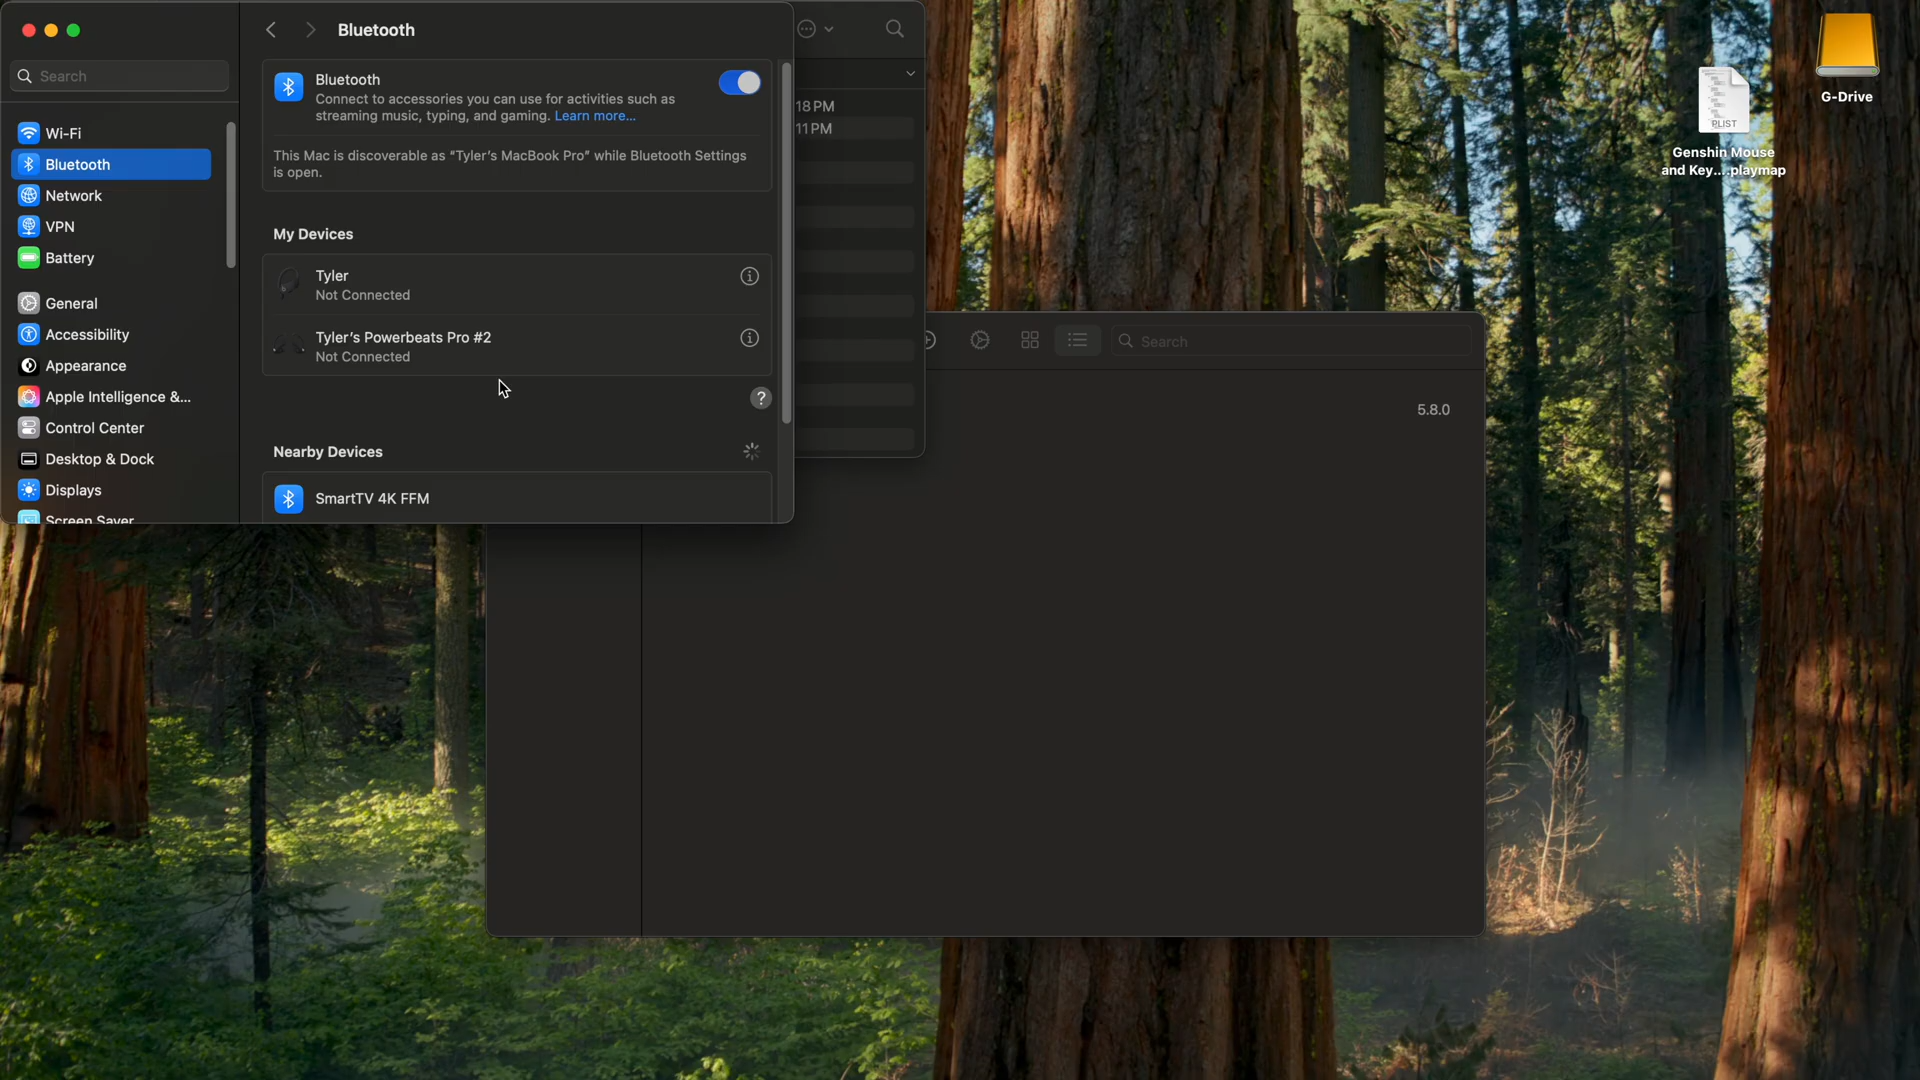 Bluetooth
Search
Wi-Fi
Bluetooth
Network
VPN
Battery
General
Accessibility
Appearance
Apple Intelligence &...
Control Center
Desktop & Dock
Displays
Screen Saver
Bluetooth
Connect to accessories you can use for activities such as
streaming music, typing, and gaming. Learn more...
This Mac is discoverable as “Tyler’s MacBook Pro” while Bluetooth Settings
is open.
My Devices
Tyler
Not Connected
Tyler’s Powerbeats Pro #2
Not Connected
?
Nearby Devices
SmartTV 4K FFM
18 PM
11 PM
Search
5.8.0
PLIST
Genshin Mouse
and Key....playmap
G-Drive